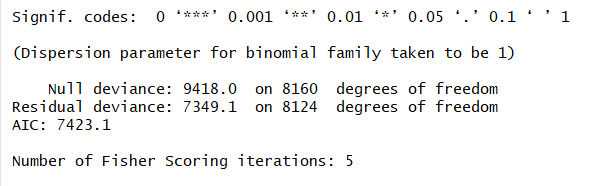 Signif. codes:  0 ‘***’ 0.001 ‘**’ 0.01 ‘*’ 0.05 ‘.’ 0.1 ‘ ’ 1
(Dispersion parameter for binomial family taken to be 1)
Null deviance: 9418.0  on 8160  degrees of freedom
Residual deviance: 7349.1  on 8124  degrees of freedom
AIC: 7423.1
Number of Fisher Scoring iterations: 5